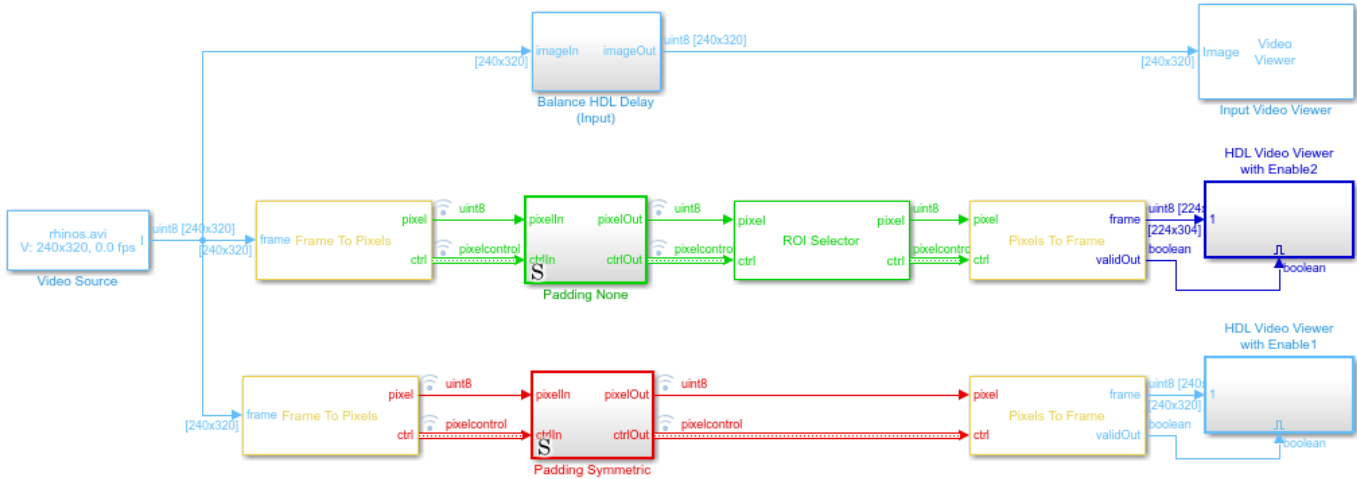 imageIn
imageOut
uint8 [240x320]
[240x320]
Balance HDL Delay
(Input)
[240x320]
Image
Video
Viewer
Input Video Viewer
HDL Video Viewer
with Enable2
rhinos.avi
V: 240x320, 0.0 fps
I
Video Source
uint8 [240x320]
[240x320]
frame
Frame To Pixels
pixel
ctrl
uint8
pixelcontrol
pixelIn
ctrlIn
pixelOut
ctrlOut
S
Padding None
uint8
pixelcontrol
pixel
ctrl
ROI Selector
pixel
ctrl
uint8
pixelcontrc
pixel
ctrl
Pixels To Frame
frame
validOut
uint8 [224
[224x304]
boolean
1
boolean
HDL Video Viewer
with Enable1
[240x320]
frame
Frame To Pixels
pixel
ctrl
uint8
pixelcontrol
pixelIn
ctrlIn
pixelOut
ctrlOut
S
Padding Symmetric
uint8
pixelcontrol
pixel
ctrl
Pixels To Frame
frame
validOut
uint8 [240
[240x320]
boolean
1
boolean